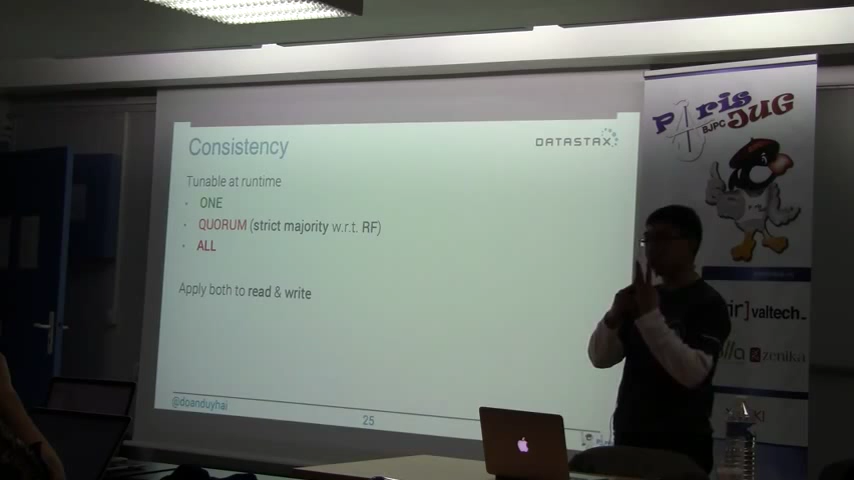 Consistency
DATASTAX
Tunable at runtime
• ONE
• QUORUM (strict majority w.r.t. RF)
• ALL
Apply both to read & write
@doanduyhai
25
Paris
BJPC JUG
valtech_
zenika